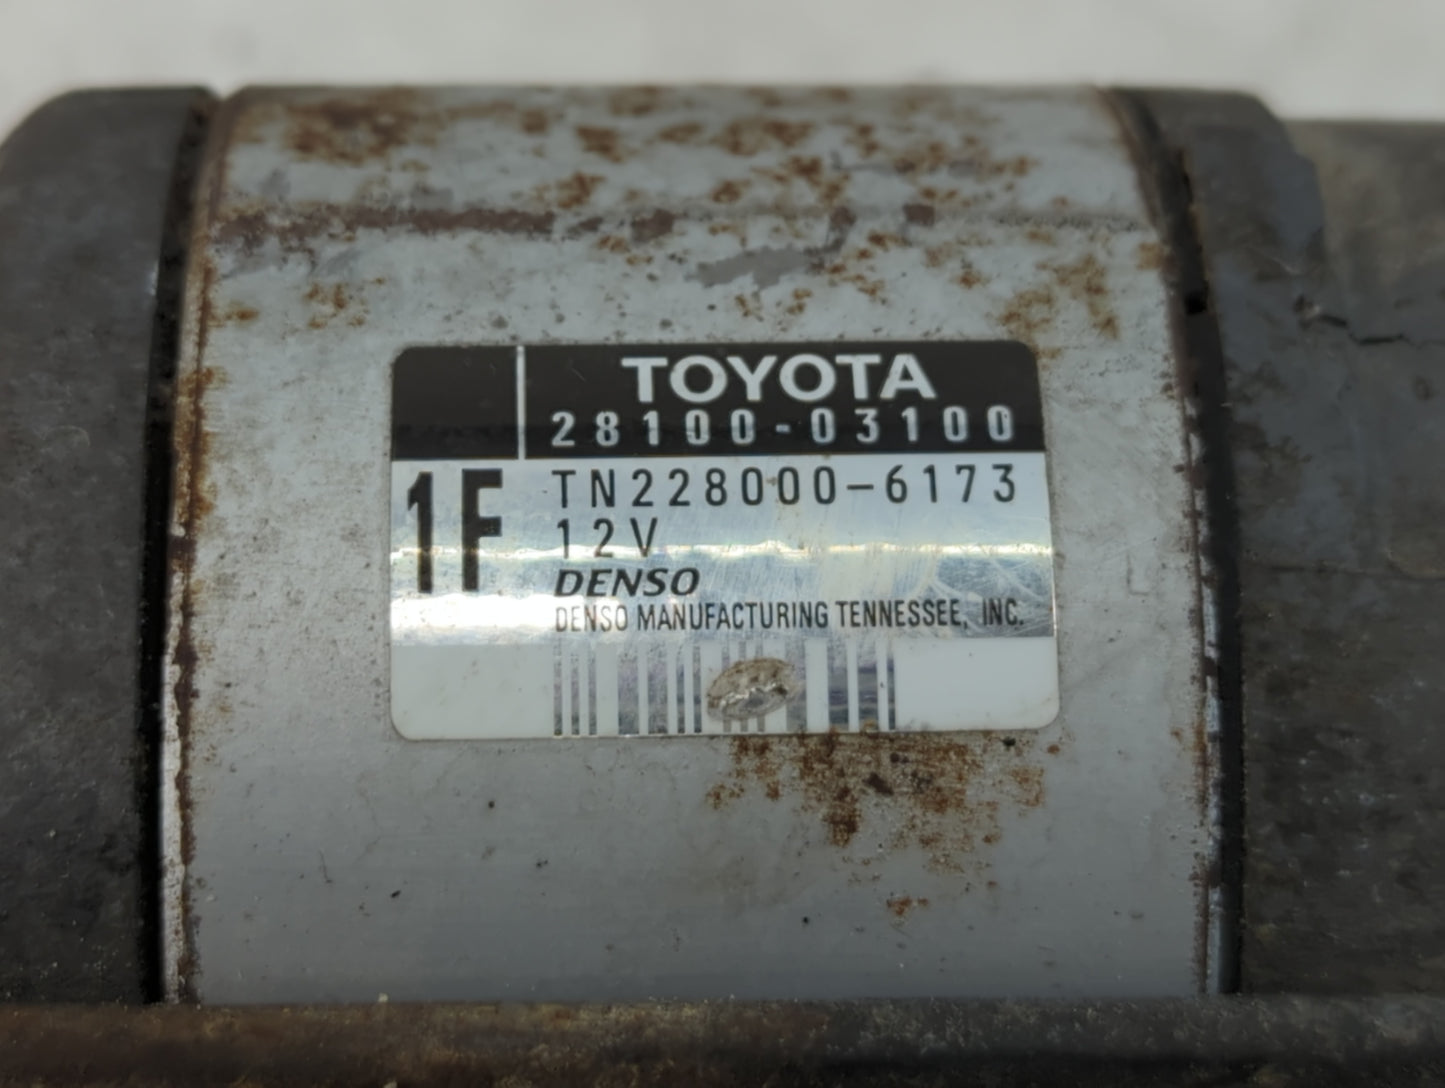 TOYOTA
28100-03100
1F
TN228000-6173
12V
DENSO
DENSO MANUFACTURING TENNESSEE, INC.